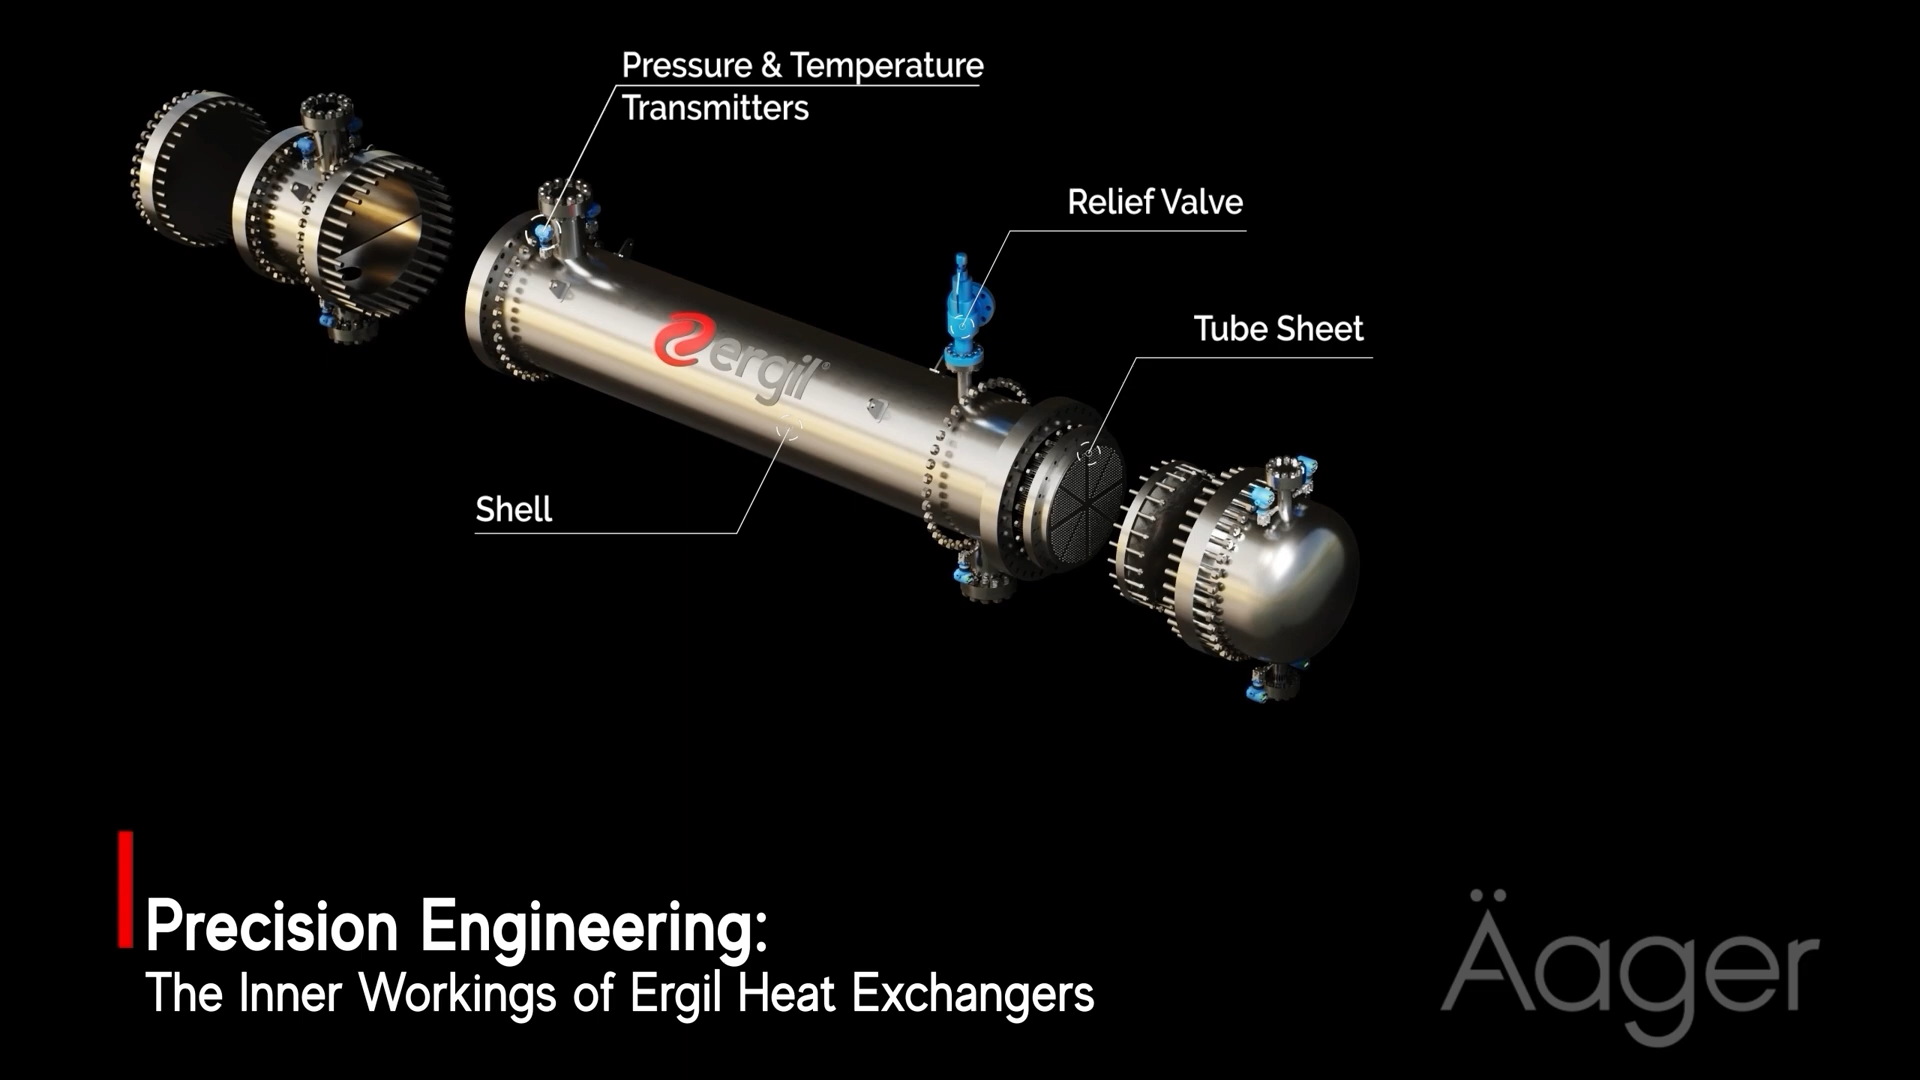 Pressure & Temperature
Transmitters
Relief Valve
Tube Sheet
ergil®
Shell
Precision Engineering:
The Inner Workings of Ergil Heat Exchangers
Äager